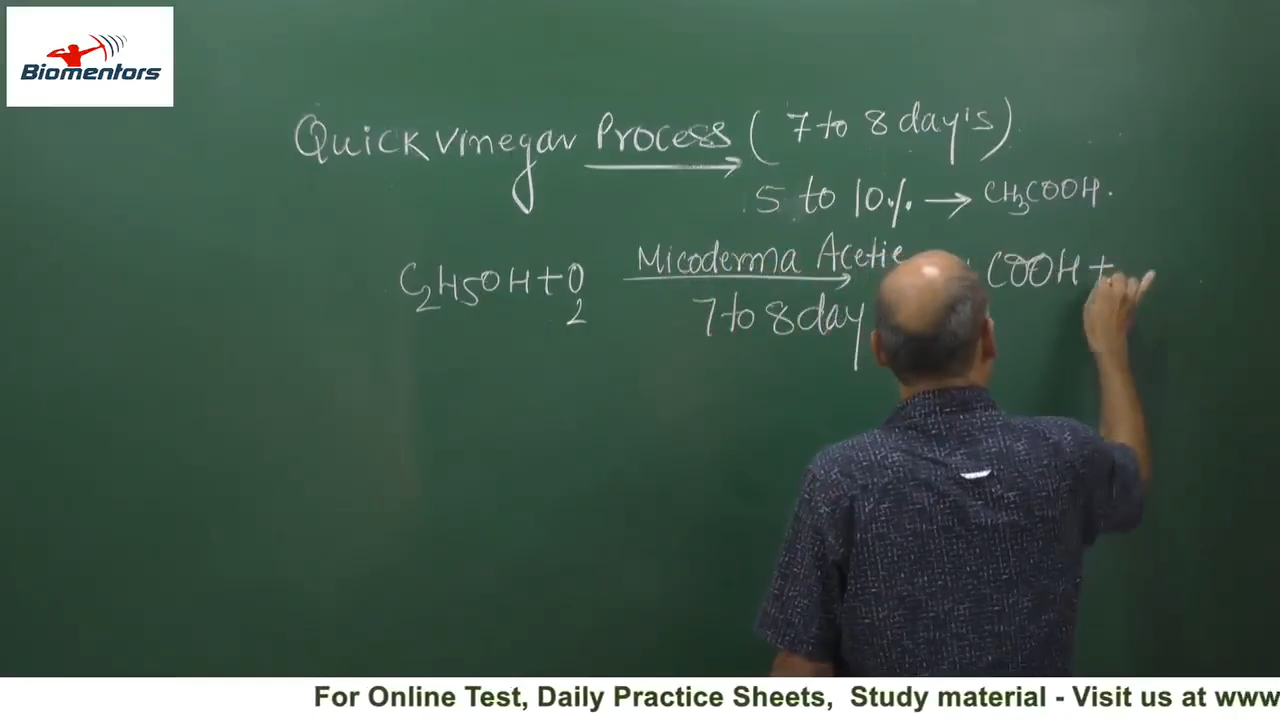 Biomentors
Quick vinegar Process ( 7 to 8 day's )
5 to 10% → CH3COOH.
Micoderma Acetie
C2H5OH + O2 → COOH +
7 to 8 day
For Online Test, Daily Practice Sheets, Study material - Visit us at www